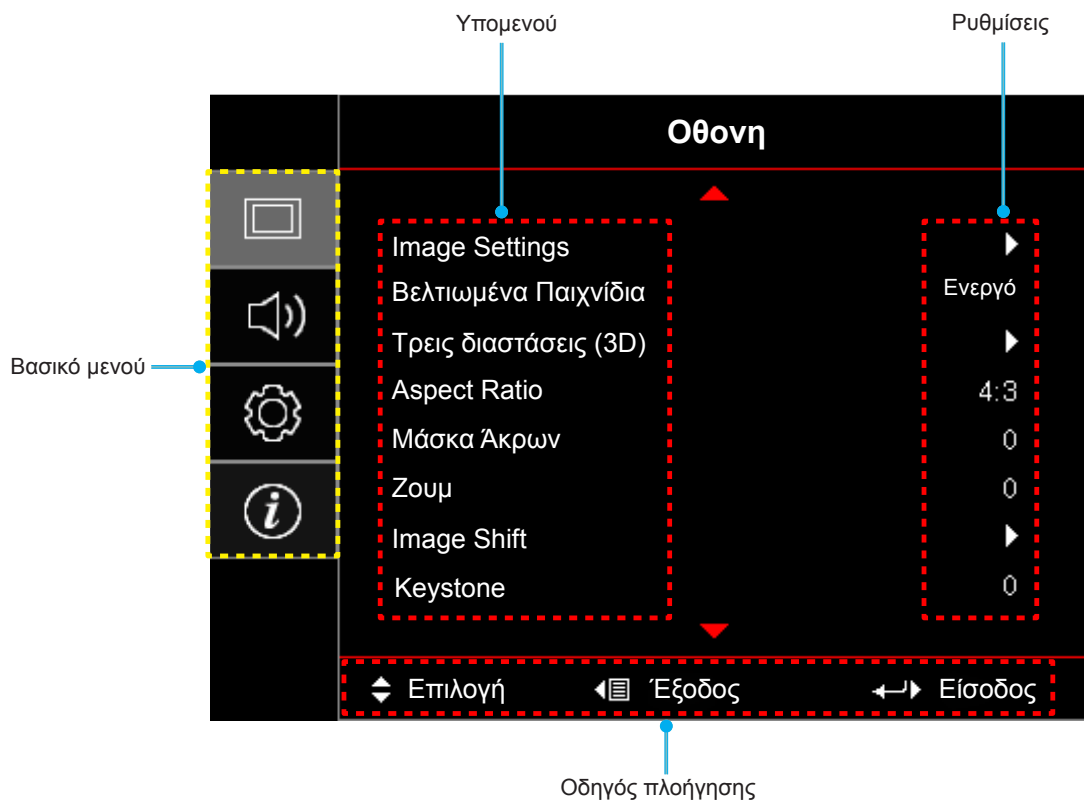 Υπομενού
Ρυθμίσεις
Οθονη
Image Settings
Βελτιωμένα Παιχνίδια Ενεργό
Τρεις διαστάσεις (3D)
Βασικό μενού
Aspect Ratio 4:3
Μάσκα Άκρων 0
Ζουμ 0
Image Shift
Keystone 0
Επιλογή Έξοδος Είσοδος
Οδηγός πλοήγησης